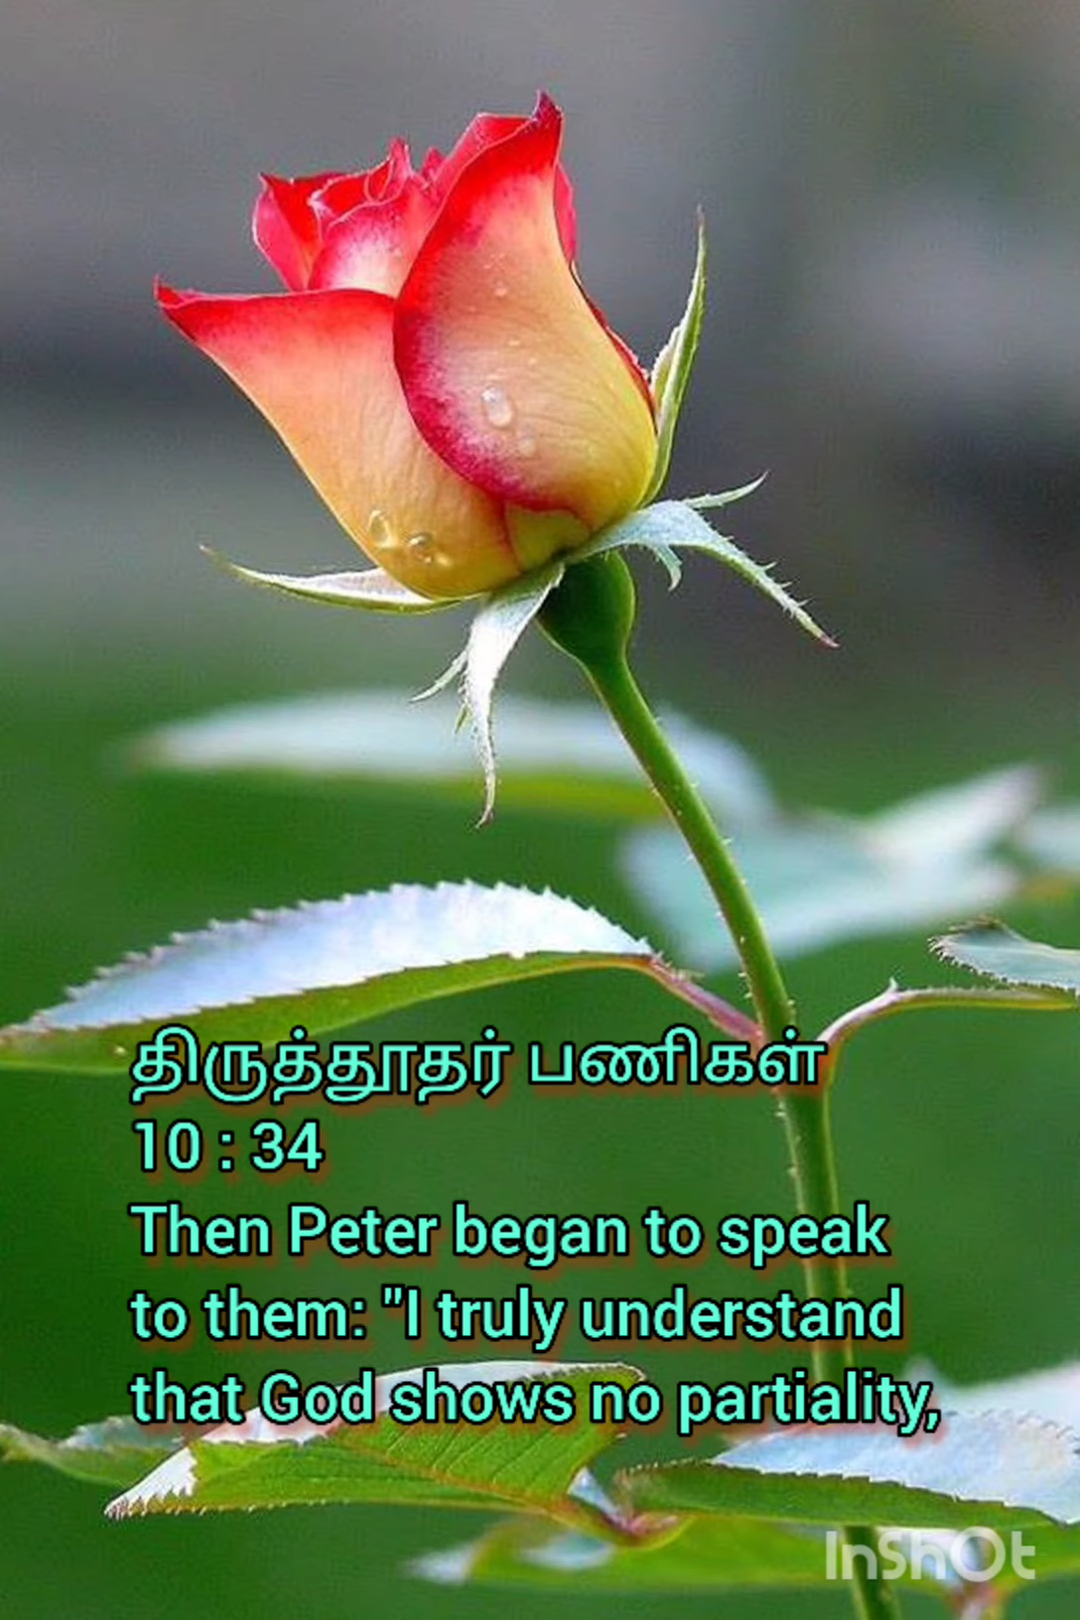 திருத்தூதர் பணிகள்
10 : 34
Then Peter began to speak
to them: "I truly understand
that God shows no partiality,
InShOt